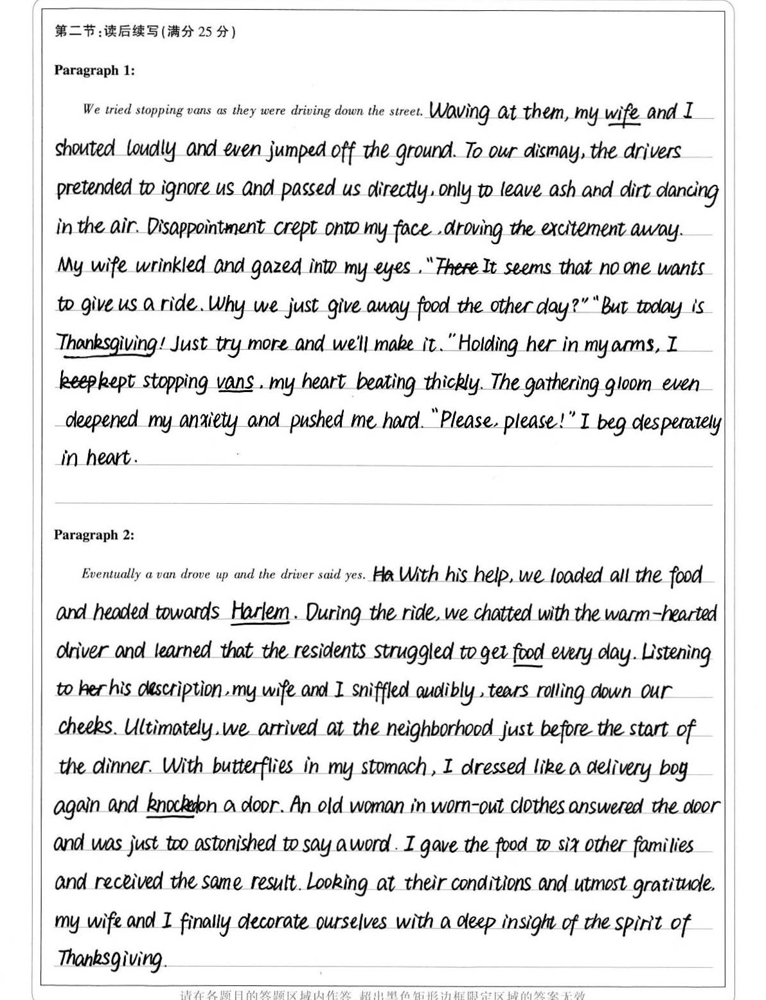 第二节:读后续写(满分 25 分)
Paragraph 1:
We tried stopping vans as they were driving down the street. Waving at them, my wife and I
shouted loudly and even jumped off the ground. To our dismay, the drivers
pretended to ignore us and passed us directly, only to leave ash and dirt dancing
in the air. Disappointment crept onto my face, droving the excitement away.
My wife wrinkled and gazed into my eyes, "There It seems that no one wants
to give us a ride. Why we just give away food the other day?" "But today is
Thanksgiving! Just try more and we'll make it." Holding her in my arms, I
keep kept stopping vans, my heart beating thickly. The gathering gloom even
deepened my anxiety and pushed me hard. "Please, please!" I beg desperately
in heart.
Paragraph 2:
Eventually a van drove up and the driver said yes. Ha With his help, we loaded all the food
and headed towards Harlem. During the ride, we chatted with the warm-hearted
driver and learned that the residents struggled to get food every day. Listening
to her his description, my wife and I sniffled audibly, tears rolling down our
cheeks. Ultimately, we arrived at the neighborhood just before the start of
the dinner. With butterflies in my stomach, I dressed like a delivery boy
again and knocked on a door. An old woman in worn-out clothes answered the door
and was just too astonished to say a word. I gave the food to six other families
and received the same result. Looking at their conditions and utmost gratitude,
my wife and I finally decorate ourselves with a deep insight of the spirit of
Thanksgiving.
请在各题目的答题区域内作答,超出黑色矩形边框限定区域的答案无效